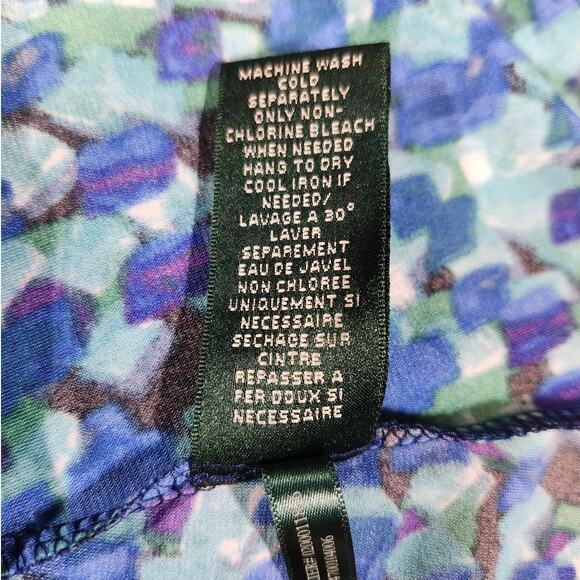 MACHINE WASH
COLD
SEPARATELY
ONLY NON-
CHLORINE BLEACH
WHEN NEEDED
HANG TO DRY
COOL IRON IF
NEEDED/
LAVAGE A 30°
LAVER
SEPAREMENT
EAU DE JAVEL
NON CHLOREE
UNIQUEMENT SI
NECESSAIRE
SECHAGE SUR
CINTRE
REPASSER A
FER DOUX SI
NECESSAIRE